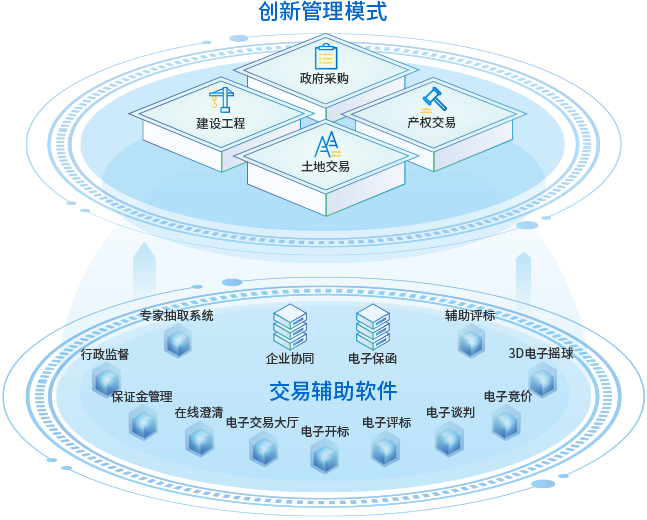 创新管理模式
政府采购
建设工程
产权交易
土地交易
专家抽取系统
辅助评标
企业协同
电子保函
行政监督
3D电子摇球
交易辅助软件
保证金管理
电子竞价
在线澄清
电子谈判
电子交易大厅
电子评标
电子开标